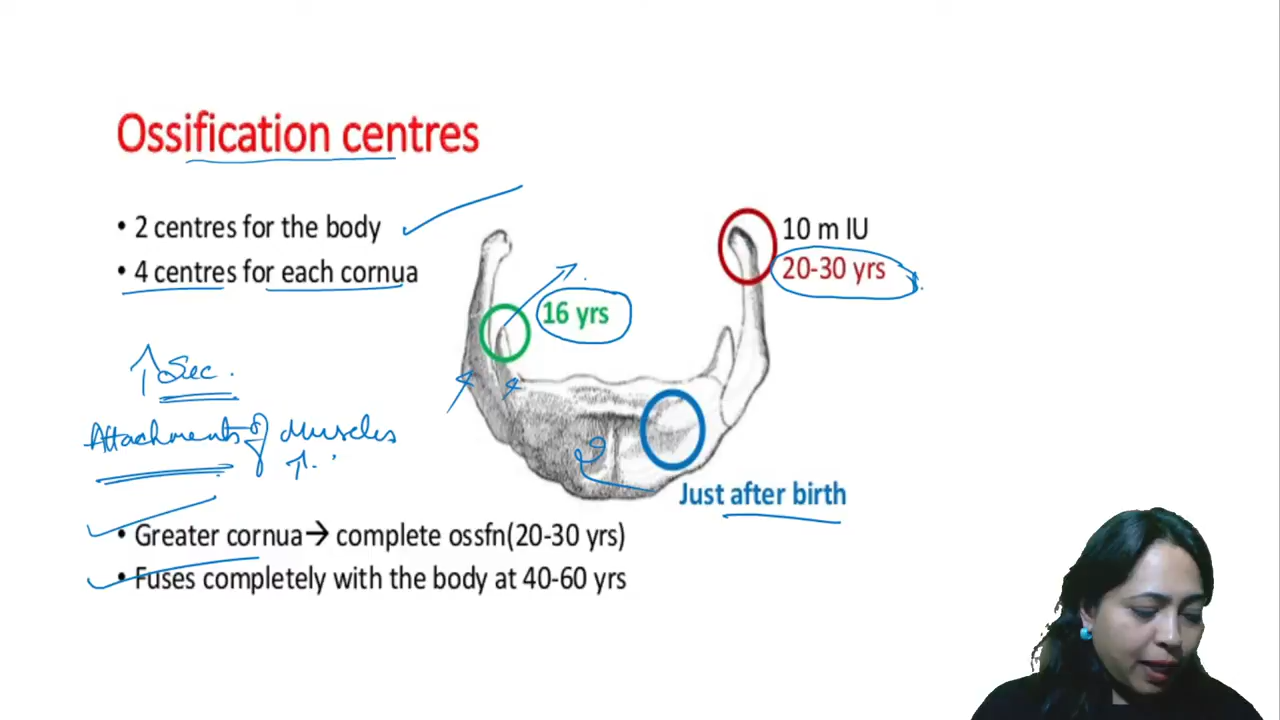 Ossification centres
• 2 centres for the body
• 4 centres for each cornua
10 m IU
20-30 yrs
16 yrs
↑ Sec.
Attachments of Muscles
↑.
Just after birth
• Greater cornua→ complete ossfn(20-30 yrs)
• Fuses completely with the body at 40-60 yrs